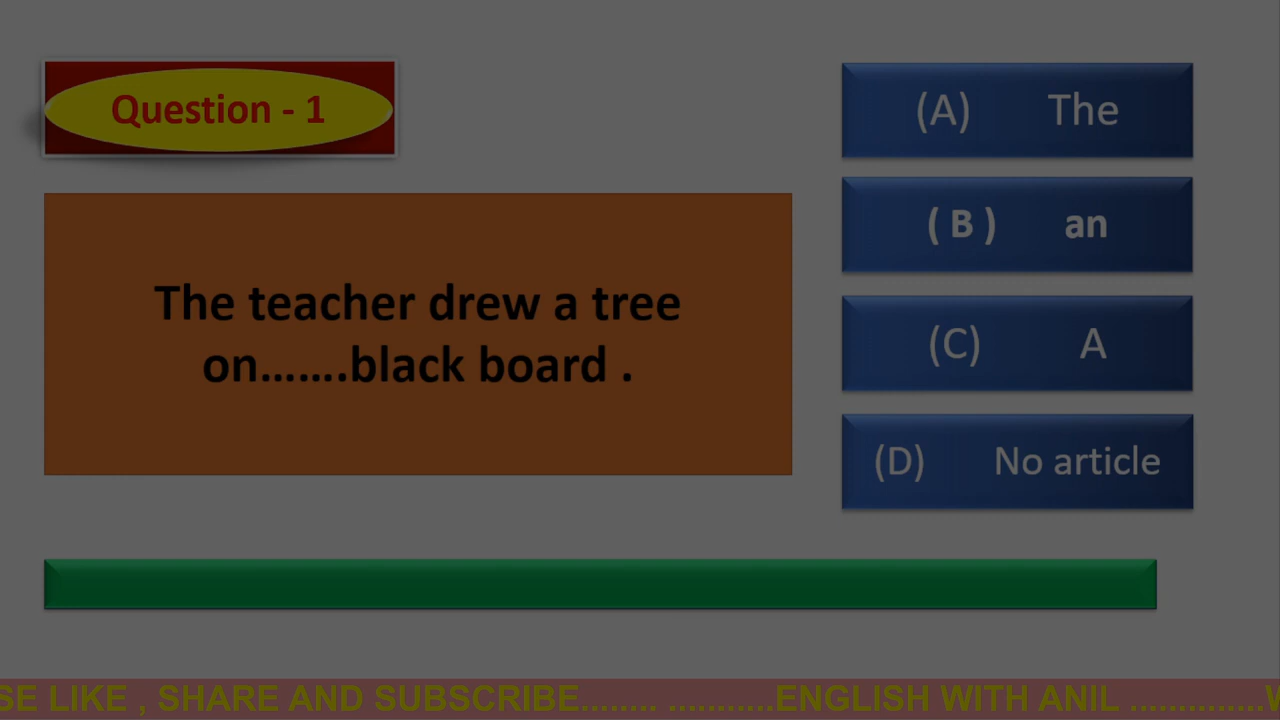 Question - 1
The teacher drew a tree
on.......black board .
(A) The
( B ) an
(C) A
(D) No article
SE LIKE , SHARE AND SUBSCRIBE........ ...........ENGLISH WITH ANIL ..............